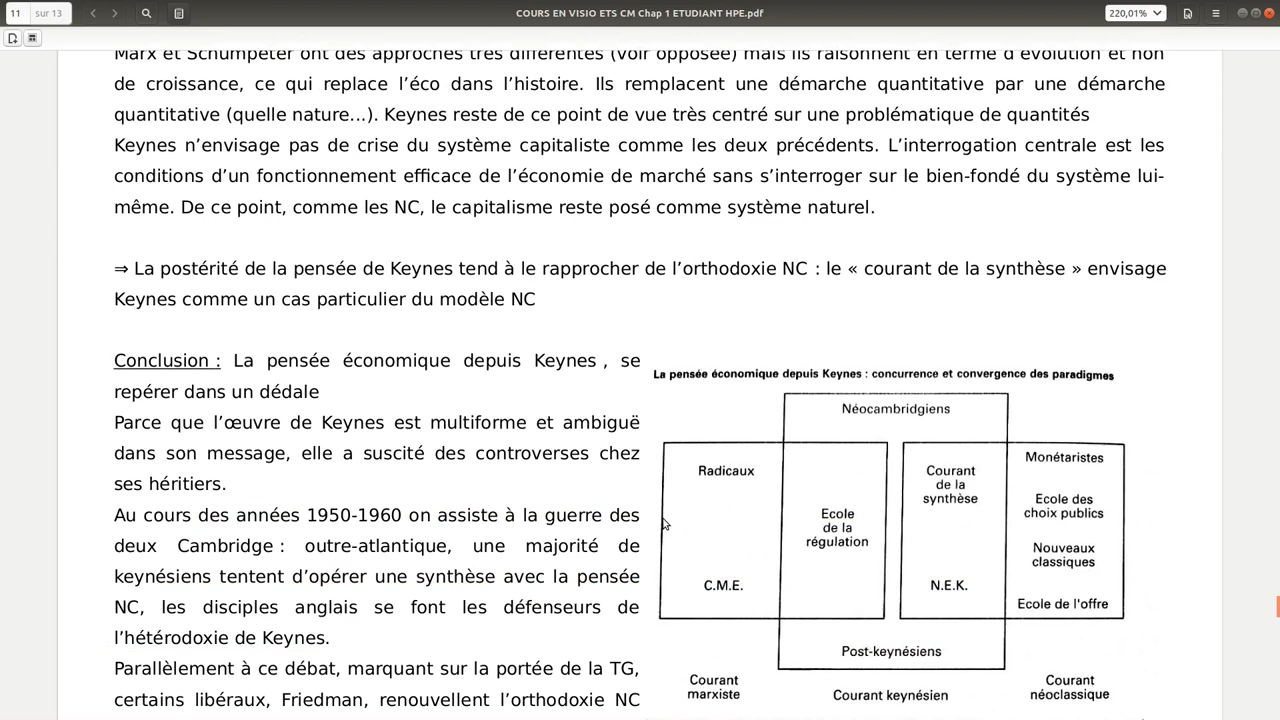 11
sur 13
COURS EN VISIO ETS CM Chap 1 ETUDIANT HPE.pdf
220,01%
Marx et Schumpeter ont des approches très différentes (voir opposée) mais ils raisonnent en terme d'évolution et non
de croissance, ce qui replace l'éco dans l'histoire. Ils remplacent une démarche quantitative par une démarche
quantitative (quelle nature...). Keynes reste de ce point de vue très centré sur une problématique de quantités
Keynes n'envisage pas de crise du système capitaliste comme les deux précédents. L'interrogation centrale est les
conditions d'un fonctionnement efficace de l'économie de marché sans s'interroger sur le bien-fondé du système lui-
même. De ce point, comme les NC, le capitalisme reste posé comme système naturel.
⇒ La postérité de la pensée de Keynes tend à le rapprocher de l'orthodoxie NC : le « courant de la synthèse » envisage
Keynes comme un cas particulier du modèle NC
Conclusion : La pensée économique depuis Keynes , se
repérer dans un dédale
Parce que l'œuvre de Keynes est multiforme et ambiguë
dans son message, elle a suscité des controverses chez
ses héritiers.
Au cours des années 1950-1960 on assiste à la guerre des
deux Cambridge : outre-atlantique, une majorité de
keynésiens tentent d'opérer une synthèse avec la pensée
NC, les disciples anglais se font les défenseurs de
l'hétérodoxie de Keynes.
Parallèlement à ce débat, marquant sur la portée de la TG,
certains libéraux, Friedman, renouvellent l'orthodoxie NC
La pensée économique depuis Keynes : concurrence et convergence des paradigmes
Néocambridgiens
Radicaux
C.M.E.
Ecole
de la
régulation
Courant
de la
synthèse
N.E.K.
Monétaristes
Ecole des
choix publics
Nouveaux
classiques
Ecole de l'offre
Post-keynésiens
Courant
marxiste
Courant keynésien
Courant
néoclassique